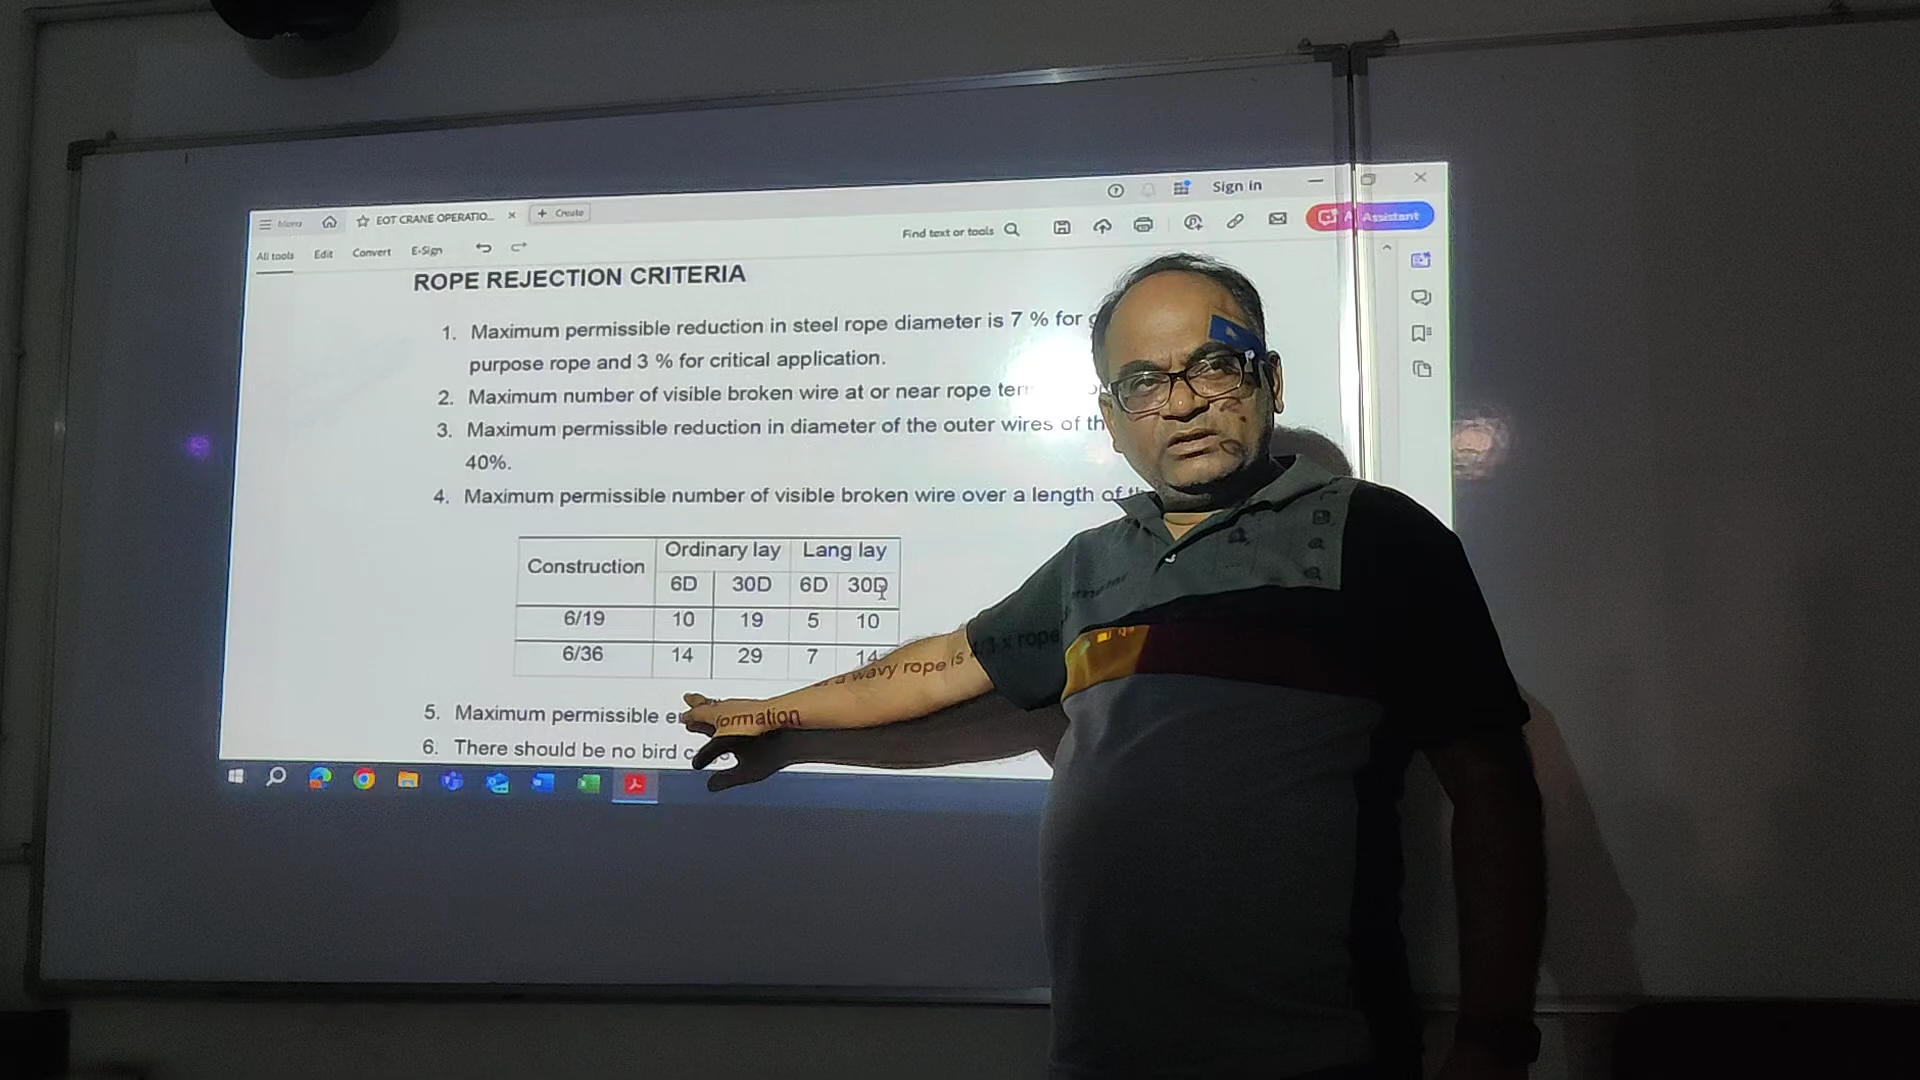 Sign in
Menu
EOT CRANE OPERATIO...
Create
Find text or tools
Assistant
All tools
Edit
Convert
E-Sign
ROPE REJECTION CRITERIA
1. Maximum permissible reduction in steel rope diameter is 7 % for
purpose rope and 3 % for critical application.
2. Maximum number of visible broken wire at or near rope
3. Maximum permissible reduction in diameter of the outer wires of
40%.
4. Maximum permissible number of visible broken wire over a length of
Construction Ordinary lay Lang lay
6D 30D 6D 30D
6/19 10 19 5 10
6/36 14 29 7 14
wavy rope is 4/3 x rope
5. Maximum permissible formation
6. There should be no bird